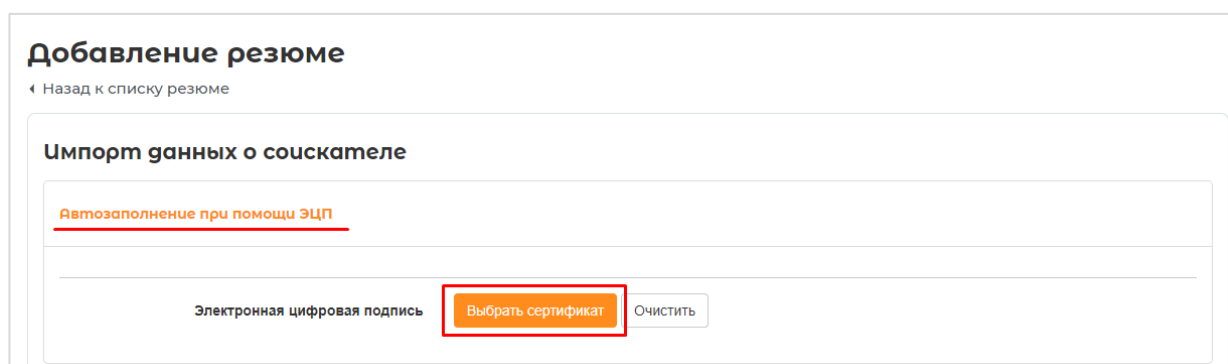 Добавление резюме
Назад к списку резюме
Импорт данных о соискателе
Автозаполнение при помощи ЭЦП
Электронная цифровая подпись Выбрать сертификат Очистить